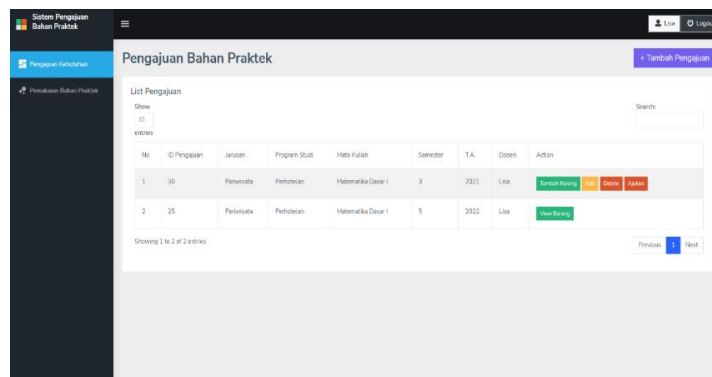 Sistem Pengajuan
Bahan Praktek
Lisa
Logou
Pengajuan Kebutuhan
Pemakaian Bahan Praktek
Pengajuan Bahan Praktek
+ Tambah Pengajuan
List Pengajuan
Show
10
entries
Search:
No ID Pengajuan Jurusan Program Studi Mata Kuliah Semester T.A. Dosen Action
1 30 Pariwisata Perhotelan Matematika Dasar I 3 2021 Lisa Tambah Barang Edit Delete Ajukan
2 25 Pariwisata Perhotelan Matematika Dasar I 5 2022 Lisa View Barang
Showing 1 to 2 of 2 entries
Previous 1 Next